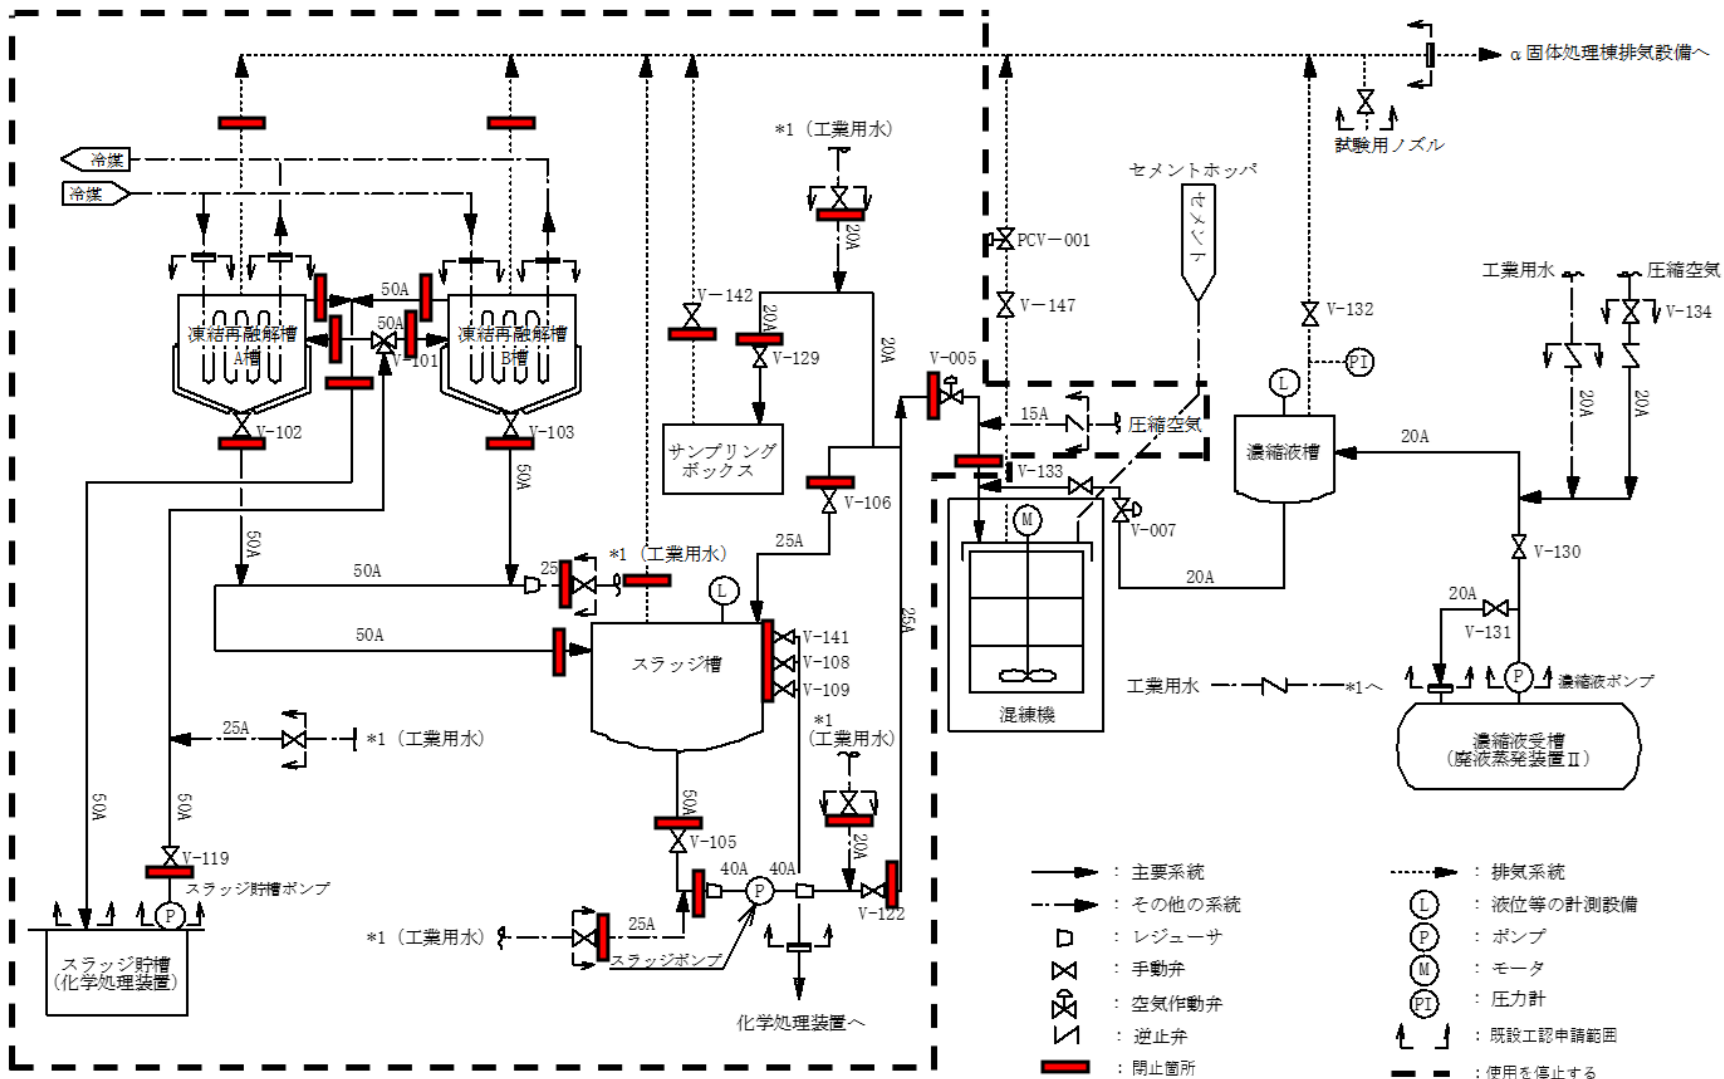 α固体処理棟排気設備へ
*1（工業用水）
試験用ノズル
セメントホッパ
冷媒
冷媒
セメント
20A
PCV－001
工業用水
圧縮空気
50A
V－142
V-147
V-132
V-134
凍結再融解槽
A槽
50A
凍結再融解槽
B槽
V-101
20A
V-129
20A
V-005
PI
L
20A
20A
15A
圧縮空気
V-102
V-103
サンプリング
ボックス
濃縮液槽
20A
50A
V-133
V-106
M
V-007
50A
25A
V-130
*1（工業用水）
50A
25
20A
L
20A
25A
50A
V-141
V-131
スラッジ槽
V-108
V-109
工業用水
*1へ
P
濃縮液ポンプ
混練機
25A
*1（工業用水）
*1
（工業用水）
濃縮液受槽
（廃液蒸発装置Ⅱ）
50A
50A
50A
V-105
20A
V-119
スラッジ貯槽ポンプ
40A
40A
P
V-122
P
*1（工業用水）
25A
スラッジポンプ
スラッジ貯槽
（化学処理装置）
化学処理装置へ
：主要系統
：排気系統
：その他の系統
L
：液位等の計測設備
：レジューサ
P
：ポンプ
：手動弁
M
：モータ
：空気作動弁
PI
：圧力計
：逆止弁
：既設工認申請範囲
：閉止箇所
：使用を停止する